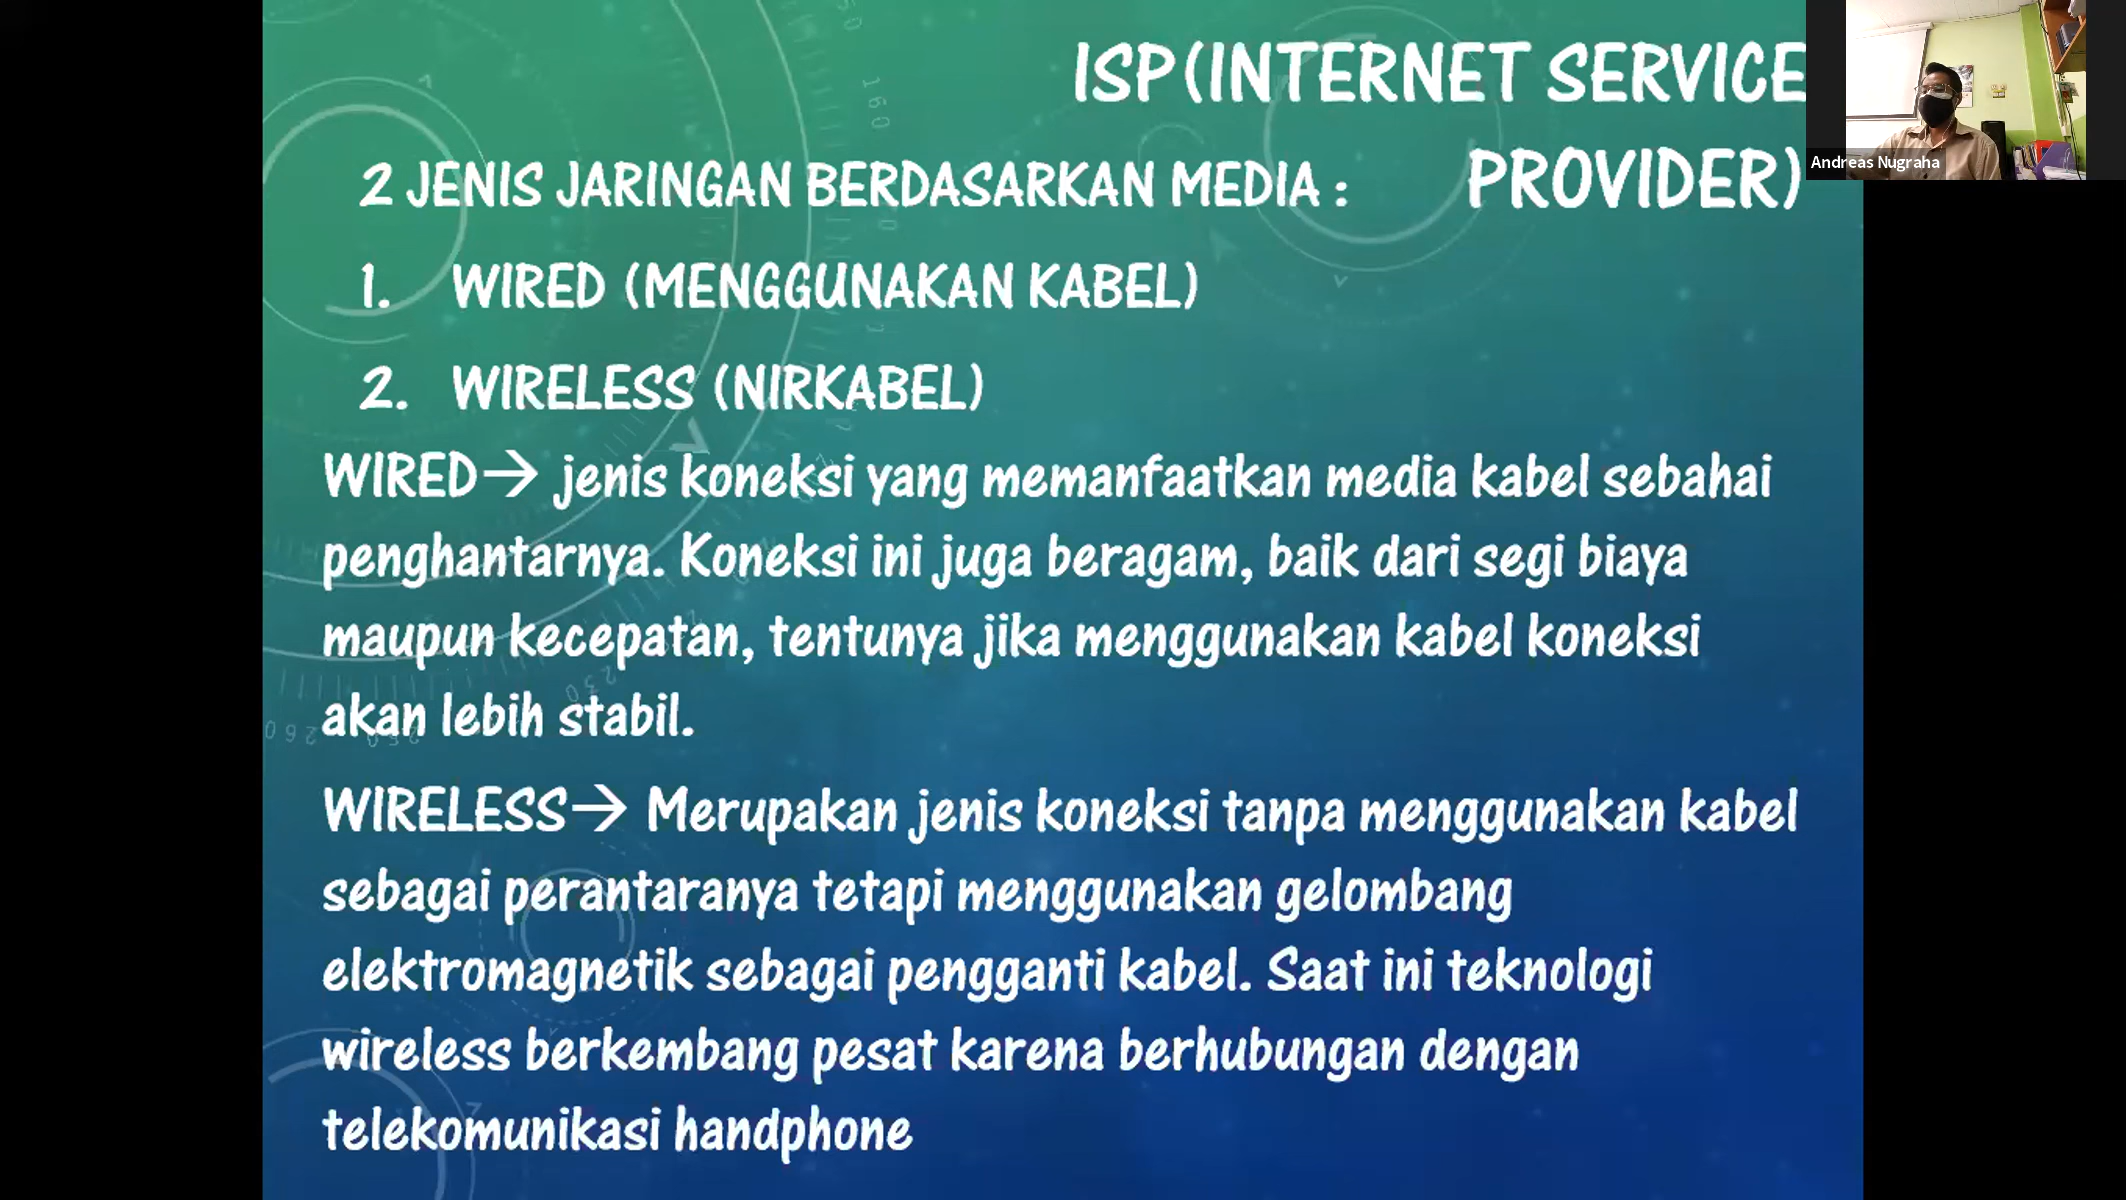 ISP(INTERNET SERVICE
PROVIDER)
2 JENIS JARINGAN BERDASARKAN MEDIA :
1. WIRED (MENGGUNAKAN KABEL)
2. WIRELESS (NIRKABEL)
WIRED→ jenis koneksi yang memanfaatkan media kabel sebahai
penghantarnya. Koneksi ini juga beragam, baik dari segi biaya
maupun kecepatan, tentunya jika menggunakan kabel koneksi
akan lebih stabil.
WIRELESS→ Merupakan jenis koneksi tanpa menggunakan kabel
sebagai perantaranya tetapi menggunakan gelombang
elektromagnetik sebagai pengganti kabel. Saat ini teknologi
wireless berkembang pesat karena berhubungan dengan
telekomunikasi handphone
Andreas Nugraha